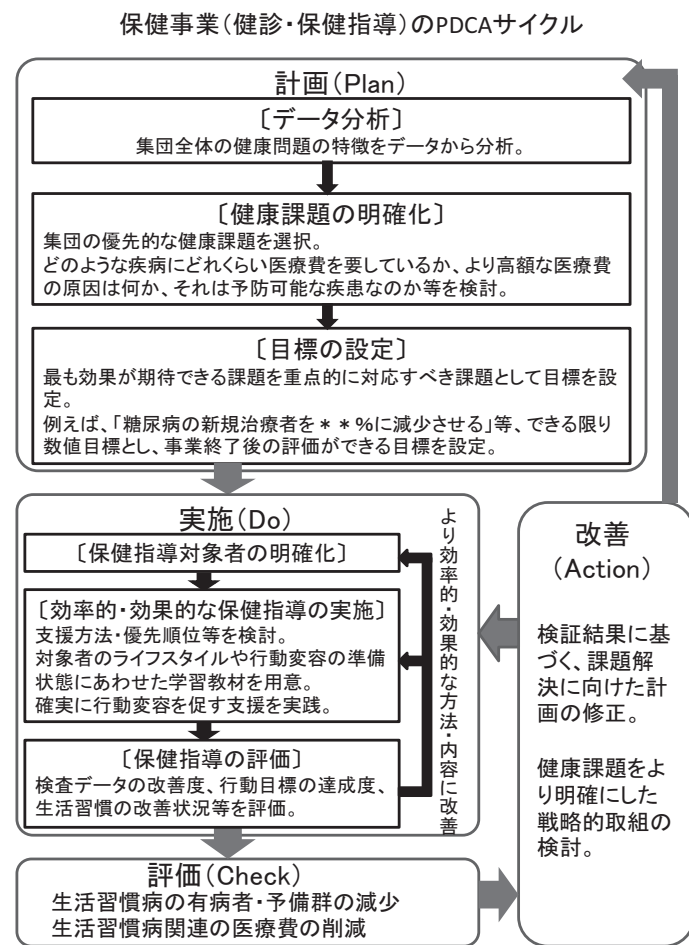 保健事業(健診・保健指導)のPDCAサイクル
計画(Plan)
〔データ分析〕
集団全体の健康問題の特徴をデータから分析。
〔健康課題の明確化〕
集団の優先的な健康課題を選択。
どのような疾病にどれくらい医療費を要しているか、より高額な医療費
の原因は何か、それは予防可能な疾患なのか等を検討。
〔目標の設定〕
最も効果が期待できる課題を重点的に対応すべき課題として目標を設
定。
例えば、「糖尿病の新規治療者を**%に減少させる」等、できる限り
数値目標とし、事業終了後の評価ができる目標を設定。
実施(Do)
〔保健指導対象者の明確化〕
〔効率的・効果的な保健指導の実施〕
支援方法・優先順位等を検討。
対象者のライフスタイルや行動変容の準備
状態にあわせた学習教材を用意。
確実に行動変容を促す支援を実践。
〔保健指導の評価〕
検査データの改善度、行動目標の達成度、
生活習慣の改善状況等を評価。
より効率的・効果的な方法・内容に改善
評価(Check)
生活習慣病の有病者・予備群の減少
生活習慣病関連の医療費の削減
改善
(Action)
検証結果に基
づく、課題解
決に向けた計
画の修正。
健康課題をよ
り明確にした
戦略的取組の
検討。